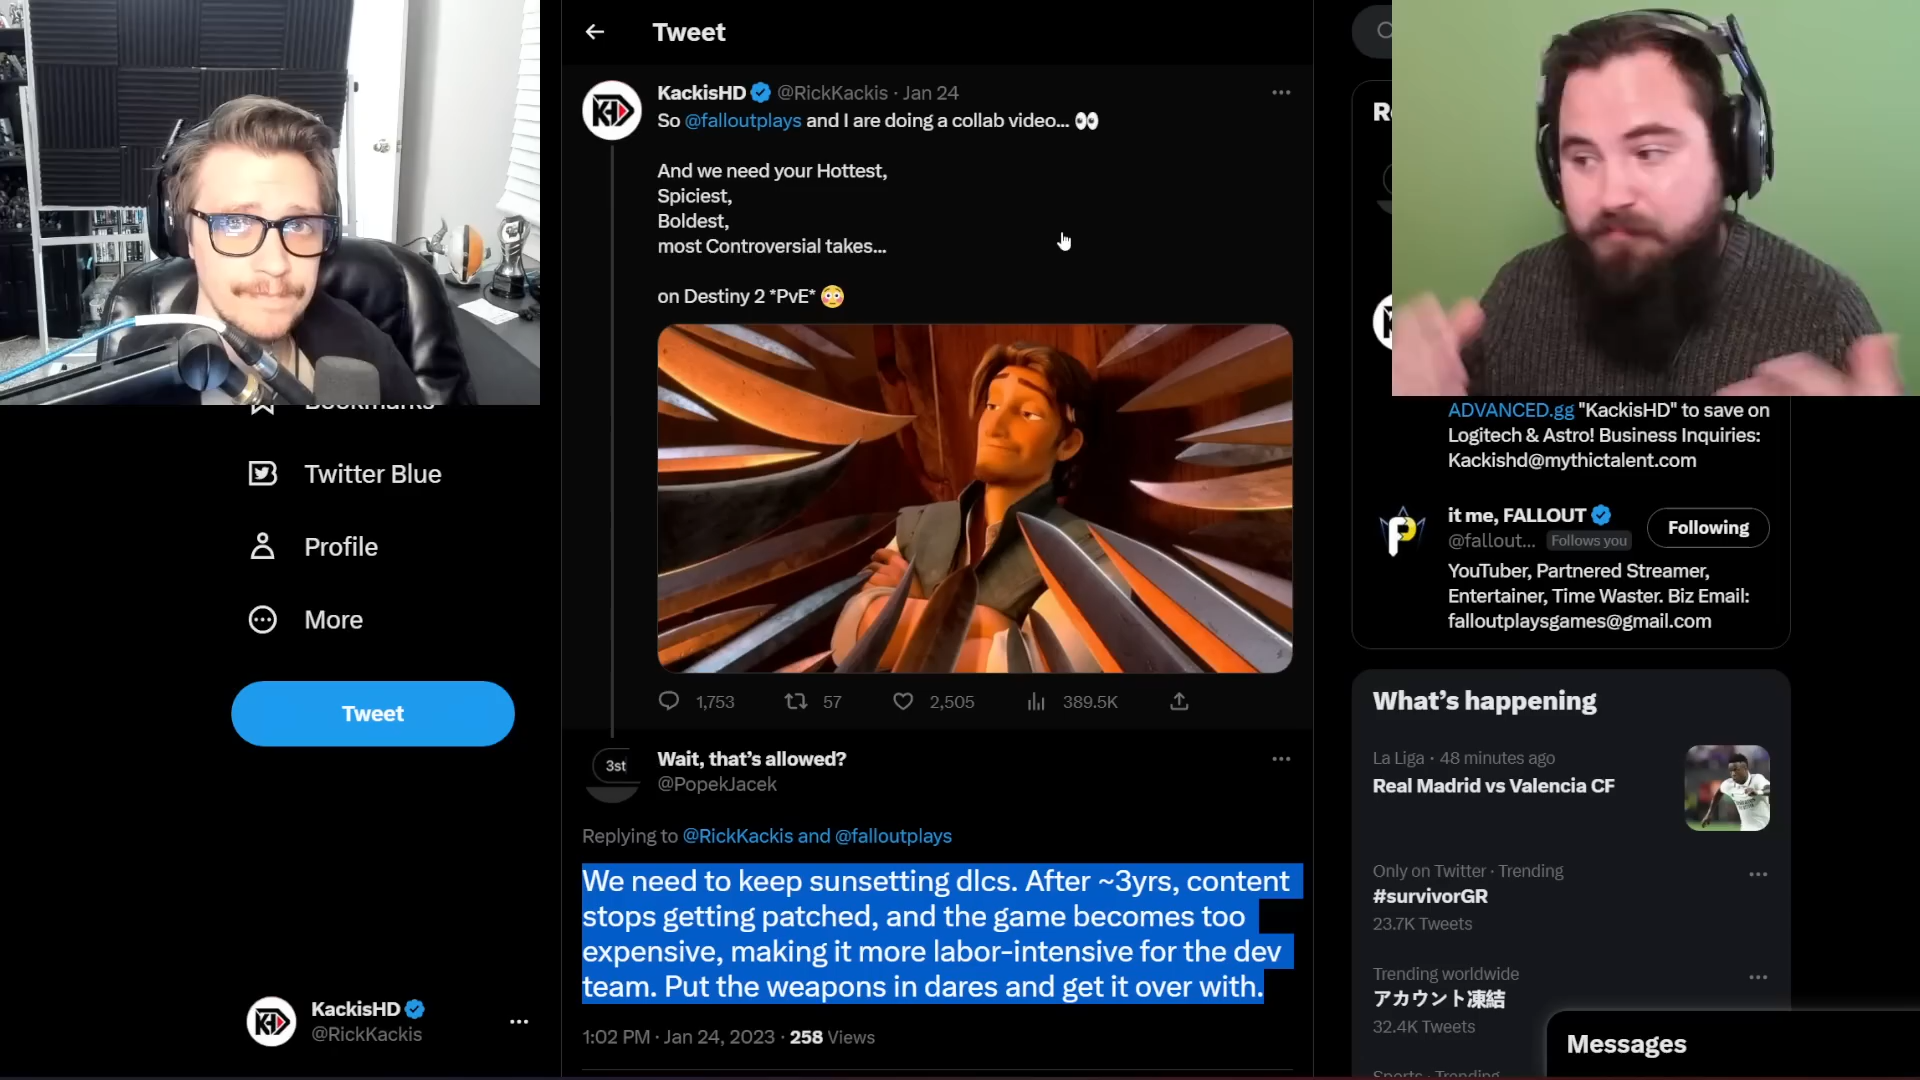 Tweet
KackisHD @RickKackis · Jan 24
So @falloutplays and I are doing a collab video... 👀
And we need your Hottest,
Spiciest,
Boldest,
most Controversial takes...
on Destiny 2 *PvE* 😳
1,753 57 2,505 389.5K
3st
Wait, that's allowed?
@PopekJacek
Replying to @RickKackis and @falloutplays
We need to keep sunsetting dlcs. After ~3yrs, content
stops getting patched, and the game becomes too
expensive, making it more labor-intensive for the dev
team. Put the weapons in dares and get it over with.
1:02 PM · Jan 24, 2023 · 258 Views
Bookmarks
Twitter Blue
Profile
More
Tweet
KackisHD
@RickKackis
ADVANCED.gg "KackisHD" to save on
Logitech & Astro! Business Inquiries:
Kackishd@mythictalent.com
it me, FALLOUT
@fallout... Follows you
Following
YouTuber, Partnered Streamer,
Entertainer, Time Waster. Biz Email:
falloutplaysgames@gmail.com
What's happening
La Liga · 48 minutes ago
Real Madrid vs Valencia CF
Only on Twitter · Trending
#survivorGR
23.7K Tweets
Trending worldwide
アカウント凍結
32.4K Tweets
Sports · Trending
Messages